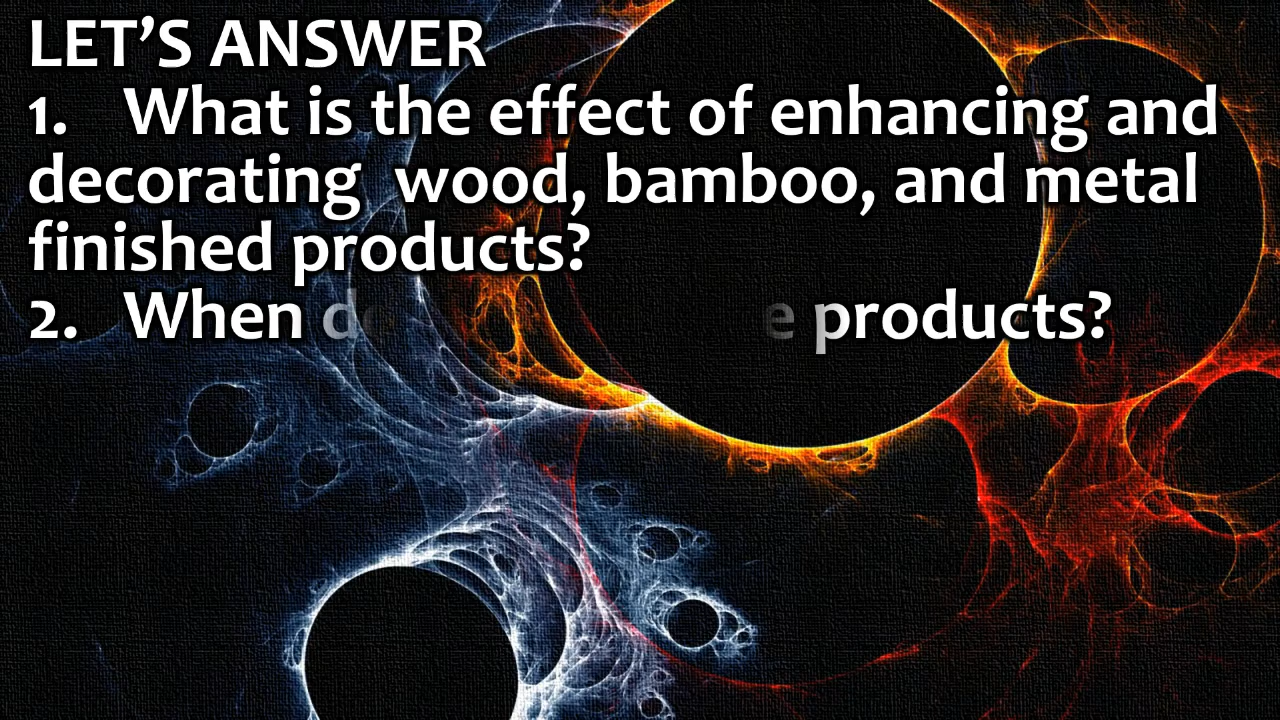 LET’S ANSWER
1. What is the effect of enhancing and
decorating wood, bamboo, and metal
finished products?
2. When products?